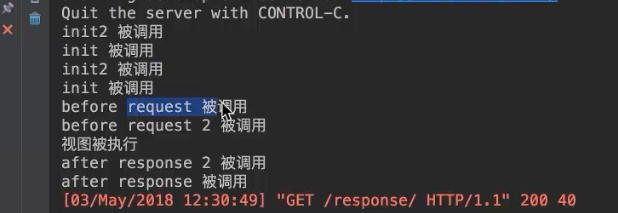 Quit the server with CONTROL-C.
init2 被调用
init 被调用
init2 被调用
init 被调用
before request 被调用
before request 2 被调用
视图被执行
after response 2 被调用
after response 被调用
[03/May/2018 12:30:49] "GET /response/ HTTP/1.1" 200 40